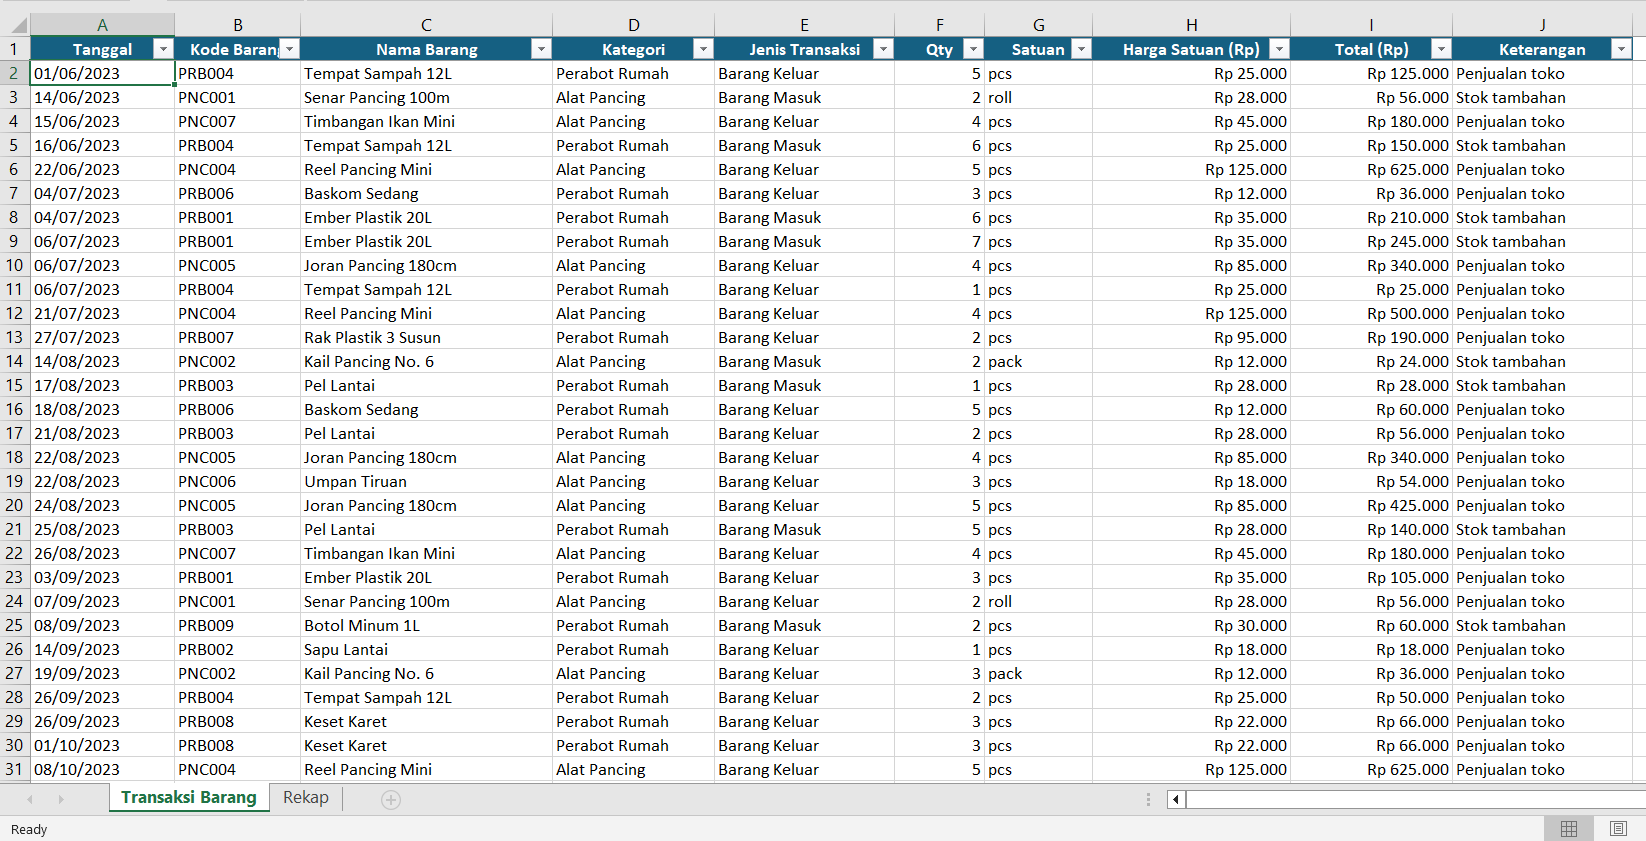 A B C D E F G H I J
1 Tanggal Kode Barang Nama Barang Kategori Jenis Transaksi Qty Satuan Harga Satuan (Rp) Total (Rp) Keterangan
2 01/06/2023 PRB004 Tempat Sampah 12L Perabot Rumah Barang Keluar 5 pcs Rp 25.000 Rp 125.000 Penjualan toko
3 14/06/2023 PNC001 Senar Pancing 100m Alat Pancing Barang Masuk 2 roll Rp 28.000 Rp 56.000 Stok tambahan
4 15/06/2023 PNC007 Timbangan Ikan Mini Alat Pancing Barang Keluar 4 pcs Rp 45.000 Rp 180.000 Penjualan toko
5 16/06/2023 PRB004 Tempat Sampah 12L Perabot Rumah Barang Masuk 6 pcs Rp 25.000 Rp 150.000 Stok tambahan
6 22/06/2023 PNC004 Reel Pancing Mini Alat Pancing Barang Keluar 5 pcs Rp 125.000 Rp 625.000 Penjualan toko
7 04/07/2023 PRB006 Baskom Sedang Perabot Rumah Barang Keluar 3 pcs Rp 12.000 Rp 36.000 Penjualan toko
8 04/07/2023 PRB001 Ember Plastik 20L Perabot Rumah Barang Masuk 6 pcs Rp 35.000 Rp 210.000 Stok tambahan
9 06/07/2023 PRB001 Ember Plastik 20L Perabot Rumah Barang Masuk 7 pcs Rp 35.000 Rp 245.000 Stok tambahan
10 06/07/2023 PNC005 Joran Pancing 180cm Alat Pancing Barang Keluar 4 pcs Rp 85.000 Rp 340.000 Penjualan toko
11 06/07/2023 PRB004 Tempat Sampah 12L Perabot Rumah Barang Keluar 1 pcs Rp 25.000 Rp 25.000 Penjualan toko
12 21/07/2023 PNC004 Reel Pancing Mini Alat Pancing Barang Keluar 4 pcs Rp 125.000 Rp 500.000 Penjualan toko
13 27/07/2023 PRB007 Rak Plastik 3 Susun Perabot Rumah Barang Keluar 2 pcs Rp 95.000 Rp 190.000 Penjualan toko
14 14/08/2023 PNC002 Kail Pancing No. 6 Alat Pancing Barang Masuk 2 pack Rp 12.000 Rp 24.000 Stok tambahan
15 17/08/2023 PRB003 Pel Lantai Perabot Rumah Barang Masuk 1 pcs Rp 28.000 Rp 28.000 Stok tambahan
16 18/08/2023 PRB006 Baskom Sedang Perabot Rumah Barang Keluar 5 pcs Rp 12.000 Rp 60.000 Penjualan toko
17 21/08/2023 PRB003 Pel Lantai Perabot Rumah Barang Keluar 2 pcs Rp 28.000 Rp 56.000 Penjualan toko
18 22/08/2023 PNC005 Joran Pancing 180cm Alat Pancing Barang Keluar 4 pcs Rp 85.000 Rp 340.000 Penjualan toko
19 22/08/2023 PNC006 Umpan Tiruan Alat Pancing Barang Keluar 3 pcs Rp 18.000 Rp 54.000 Penjualan toko
20 24/08/2023 PNC005 Joran Pancing 180cm Alat Pancing Barang Keluar 5 pcs Rp 85.000 Rp 425.000 Penjualan toko
21 25/08/2023 PRB003 Pel Lantai Perabot Rumah Barang Masuk 5 pcs Rp 28.000 Rp 140.000 Stok tambahan
22 26/08/2023 PNC007 Timbangan Ikan Mini Alat Pancing Barang Keluar 4 pcs Rp 45.000 Rp 180.000 Penjualan toko
23 03/09/2023 PRB001 Ember Plastik 20L Perabot Rumah Barang Keluar 3 pcs Rp 35.000 Rp 105.000 Penjualan toko
24 07/09/2023 PNC001 Senar Pancing 100m Alat Pancing Barang Keluar 2 roll Rp 28.000 Rp 56.000 Penjualan toko
25 08/09/2023 PRB009 Botol Minum 1L Perabot Rumah Barang Masuk 2 pcs Rp 30.000 Rp 60.000 Stok tambahan
26 14/09/2023 PRB002 Sapu Lantai Perabot Rumah Barang Keluar 1 pcs Rp 18.000 Rp 18.000 Penjualan toko
27 19/09/2023 PNC002 Kail Pancing No. 6 Alat Pancing Barang Keluar 3 pack Rp 12.000 Rp 36.000 Penjualan toko
28 26/09/2023 PRB004 Tempat Sampah 12L Perabot Rumah Barang Keluar 2 pcs Rp 25.000 Rp 50.000 Penjualan toko
29 26/09/2023 PRB008 Keset Karet Perabot Rumah Barang Keluar 3 pcs Rp 22.000 Rp 66.000 Penjualan toko
30 01/10/2023 PRB008 Keset Karet Perabot Rumah Barang Keluar 3 pcs Rp 22.000 Rp 66.000 Penjualan toko
31 08/10/2023 PNC004 Reel Pancing Mini Alat Pancing Barang Keluar 5 pcs Rp 125.000 Rp 625.000 Penjualan toko
Transaksi Barang Rekap
Ready